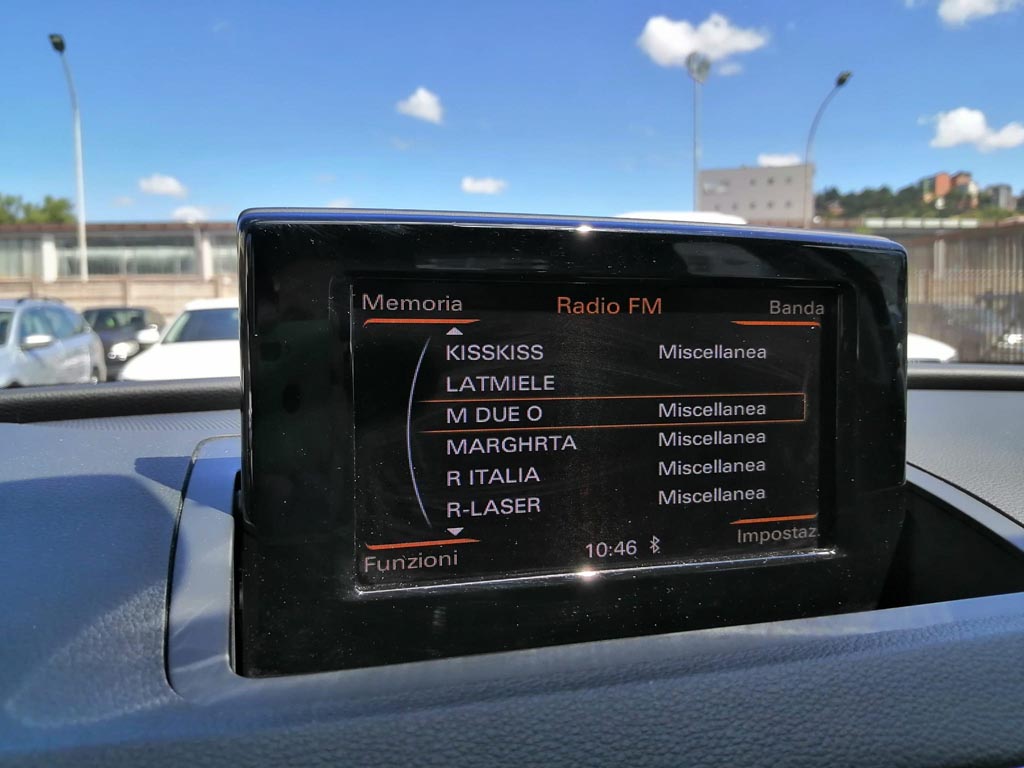 Memoria Radio FM Banda
KISSKISS Miscellanea
LATMIELE
M DUE O Miscellanea
MARGHRTA Miscellanea
R ITALIA Miscellanea
R-LASER Miscellanea
Funzioni 10:46 Impostaz.